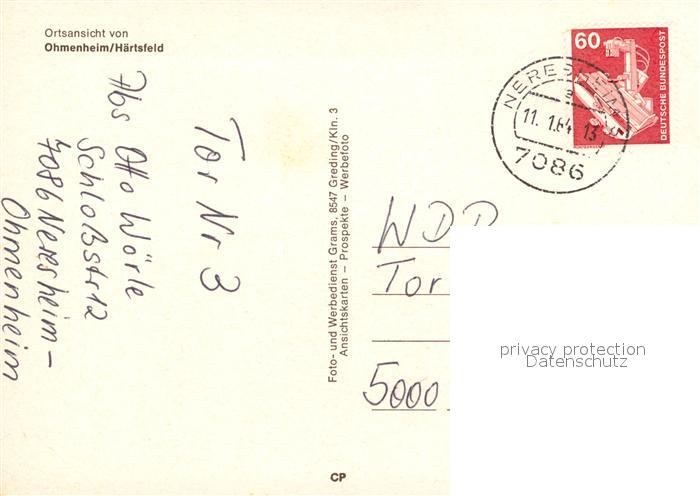 Ortsansicht von
Ohmenheim/Härtsfeld
Abs Otto Wörle
Schloßstr 12
7086 Neresheim –
Ohmenheim
Tor Nr 3
Foto- und Werbedienst Grams, 8547 Greding/Kln. 3
Ansichtskarten – Prospekte – Werbefoto
CP
60
DEUTSCHE BUNDESPOST
NERESHEIM
a
11. 1.84 - 13
7086
WDR
Tor
5000
privacy protection
Datenschutz